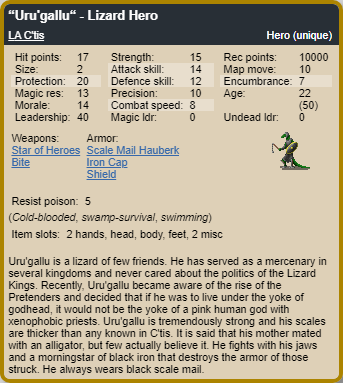 “Uru'gallu“ - Lizard Hero
LA C'tis Hero (unique)
Hit points: 17 Strength: 15 Rec points: 10000
Size: 2 Attack skill: 14 Map move: 10
Protection: 20 Defence skill: 12 Encumbrance: 7
Magic res: 13 Precision: 10 Age: 22
Morale: 14 Combat speed: 8 (50)
Leadership: 40 Magic ldr: 0 Undead ldr: 0
Weapons: Armor:
Star of Heroes Scale Mail Hauberk
Bite Iron Cap
Shield
Resist poison: 5
(Cold-blooded, swamp-survival, swimming)
Item slots: 2 hands, head, body, feet, 2 misc
Uru'gallu is a lizard of few friends. He has served as a mercenary in
several kingdoms and never cared about the politics of the Lizard
Kings. Recently, Uru'gallu became aware of the rise of the
Pretenders and decided that if he was to live under the yoke of
godhead, it would not be the yoke of a pink human god with
xenophobic priests. Uru'gallu is tremendously strong and his scales
are thicker than any known in C'tis. It is said that his mother mated
with an alligator, but few actually believe it. He fights with his jaws
and a morningstar of black iron that destroys the armor of those
struck. He always wears black scale mail.